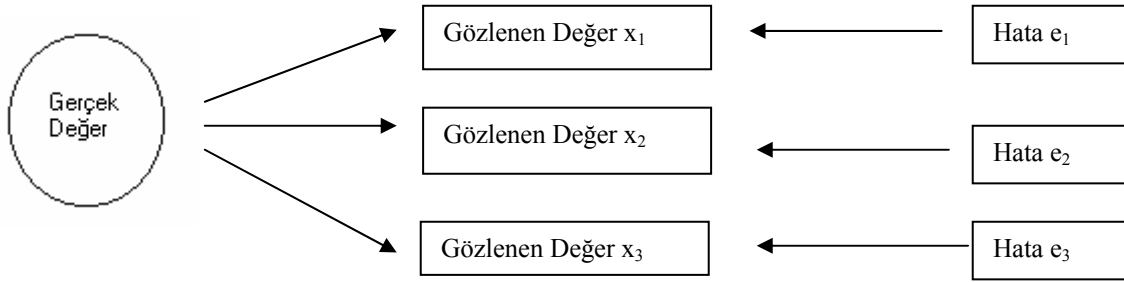 Gerçek
Değer
Gözlenen Değer x₁
Hata e₁
Gözlenen Değer x₂
Hata e₂
Gözlenen Değer x₃
Hata e₃